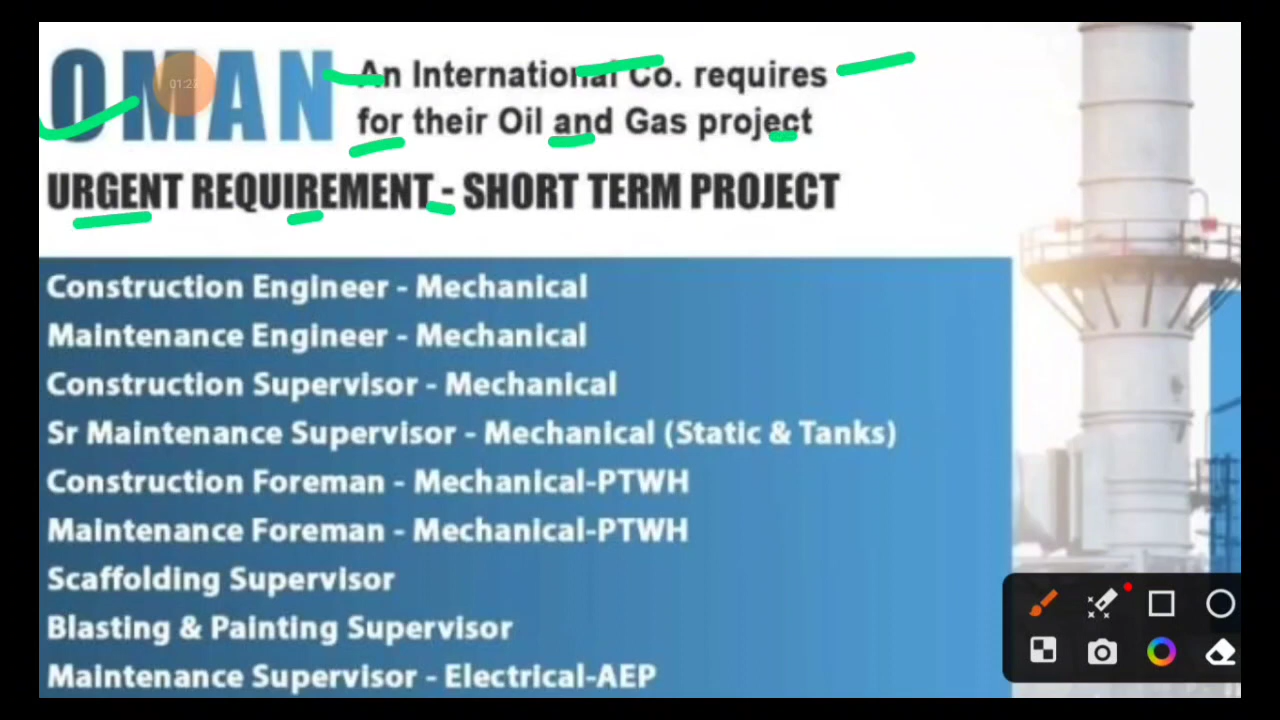 OMAN
An International Co. requires
for their Oil and Gas project
URGENT REQUIREMENT - SHORT TERM PROJECT
Construction Engineer - Mechanical
Maintenance Engineer - Mechanical
Construction Supervisor - Mechanical
Sr Maintenance Supervisor - Mechanical (Static & Tanks)
Construction Foreman - Mechanical-PTWH
Maintenance Foreman - Mechanical-PTWH
Scaffolding Supervisor
Blasting & Painting Supervisor
Maintenance Supervisor - Electrical-AEP